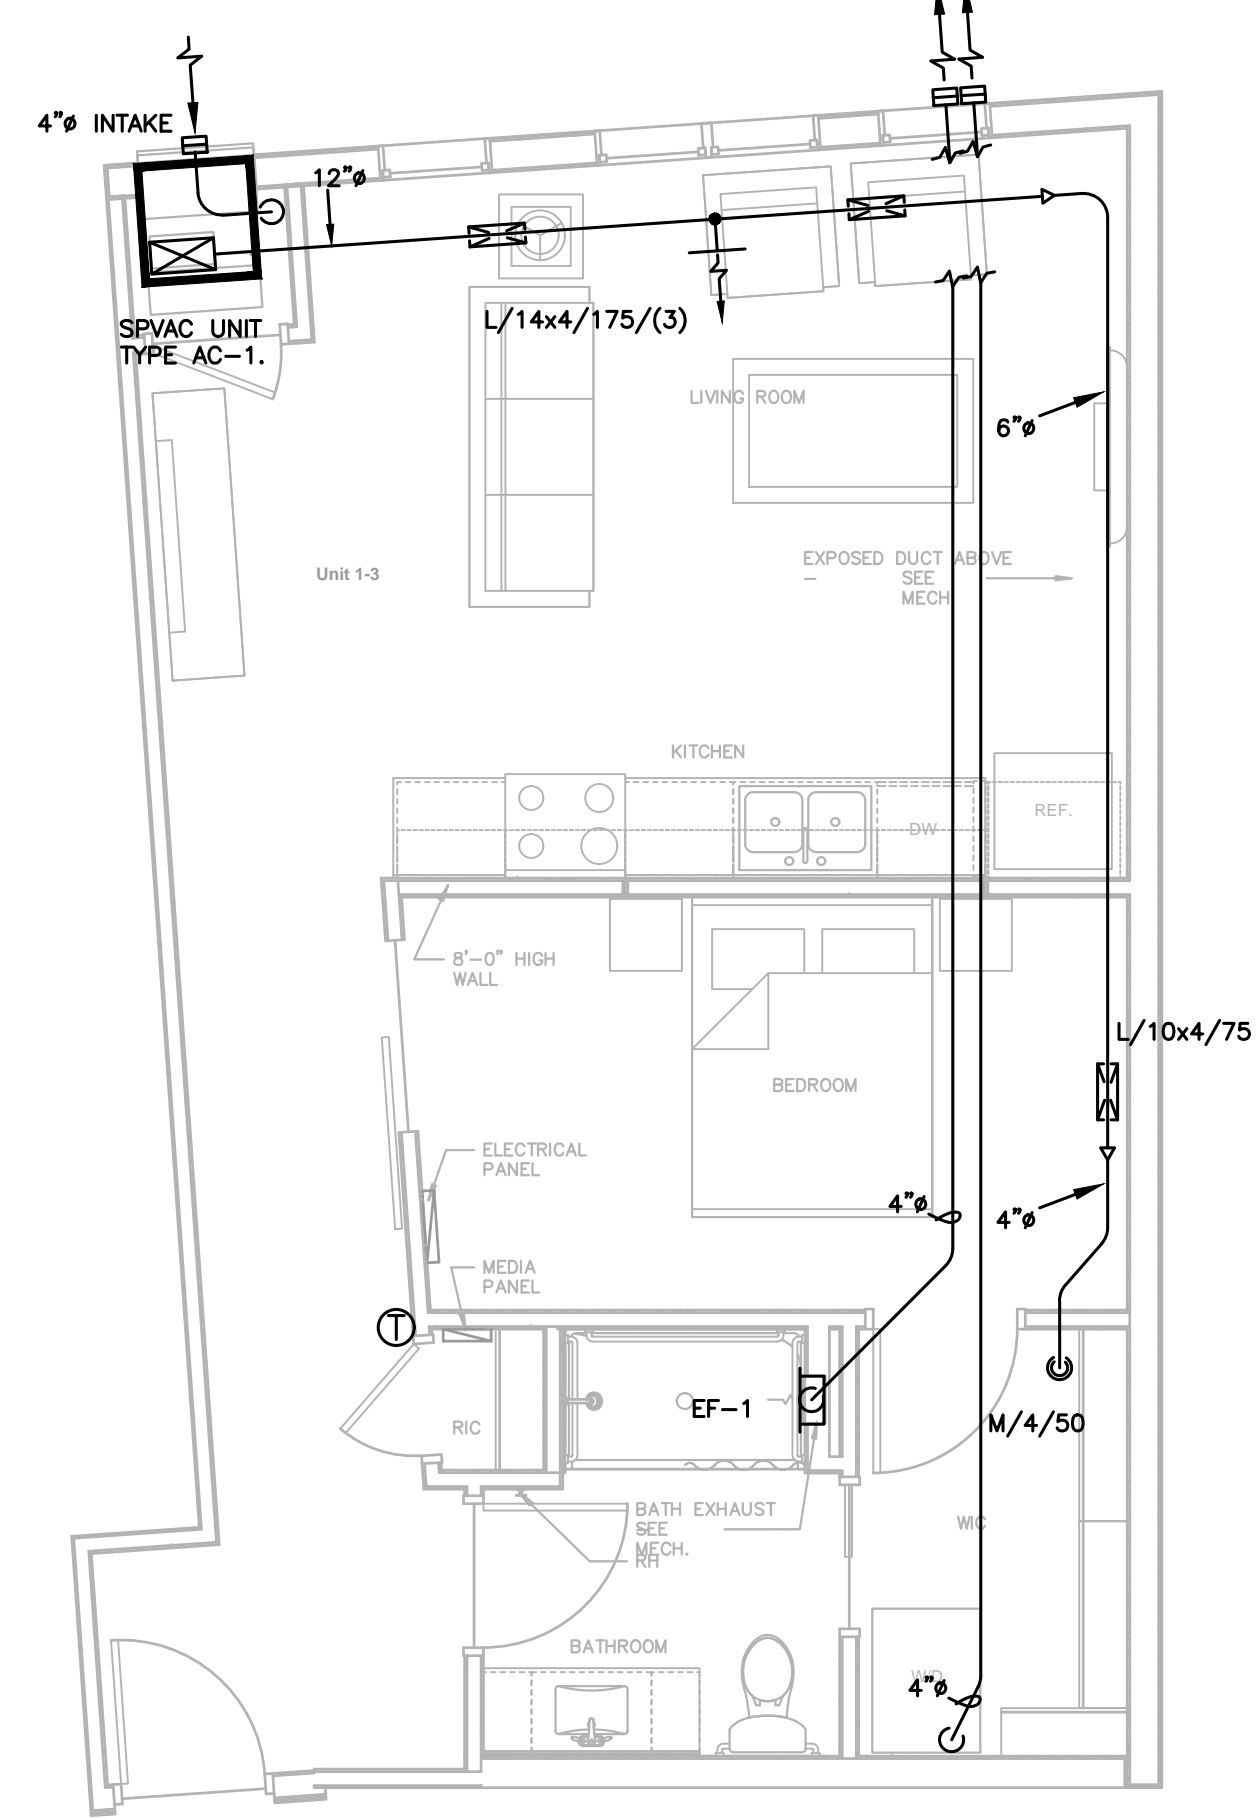 4"ø INTAKE
12"ø
SPVAC UNIT
TYPE AC-1.
L/14x4/175/(3)
LIVING ROOM
6"ø
EXPOSED DUCT ABOVE
- SEE
MECH
Unit 1-3
KITCHEN
REF.
DW
8'-0" HIGH
WALL
L/10x4/75
BEDROOM
ELECTRICAL
PANEL
4"ø
4"ø
MEDIA
PANEL
T
EF-1
RIC
M/4/50
BATH EXHAUST
SEE
MECH.
RH
WIC
BATHROOM
W/D
4"ø